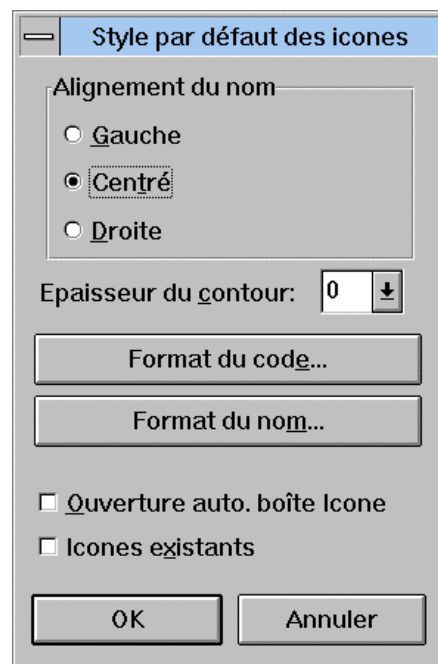 Style par défaut des icones
Alignement du nom
Gauche
Centré
Droite
Epaisseur du contour: 0
Format du code...
Format du nom...
Ouverture auto. boîte Icone
Icones existants
OK Annuler